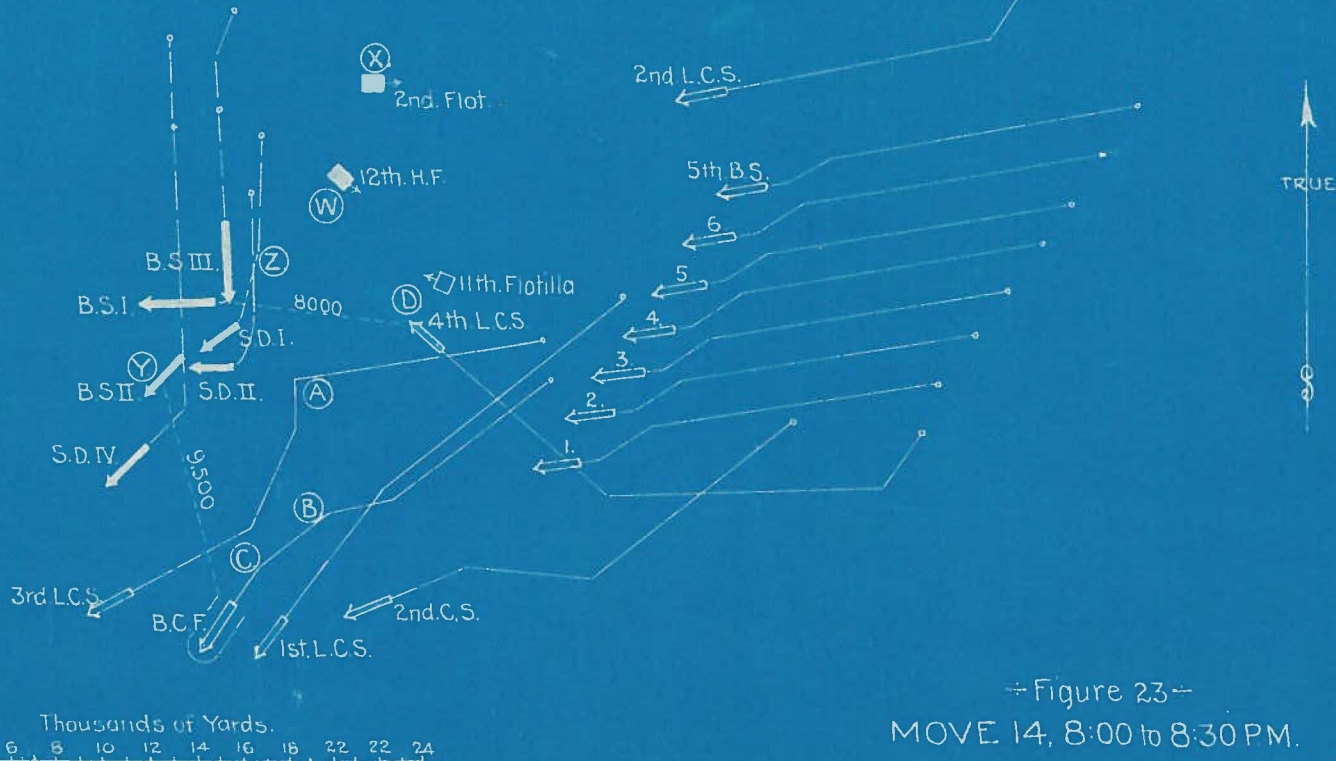 X
2nd. Flot.
2nd. L.C.S.
12th. H.F.
W
TRUE
5th B.S.
6.
B.S III.
Z
5
11th. Flotilla
D
B.S.I.
8000
4th L.C.S
4.
S.D.I.
Y
3.
B.S II
S.D. II.
A
2.
1.
S.D. IV.
9,500
B
C.
3rd L.C.S.
B.C.F.
2nd. C.S.
1st. L.C.S.
Figure 23
Thousands of Yards.
MOVE 14, 8:00 to 8:30 P.M.
6 8 10 12 14 16 18 22 22 24